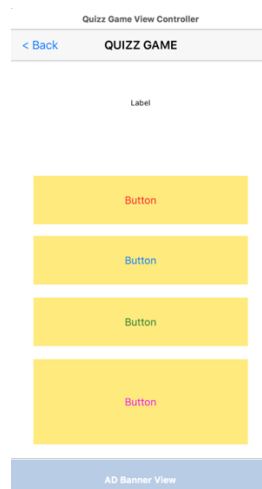 Quizz Game View Controller
< Back QUIZZ GAME
Label
Button
Button
Button
Button
AD Banner View